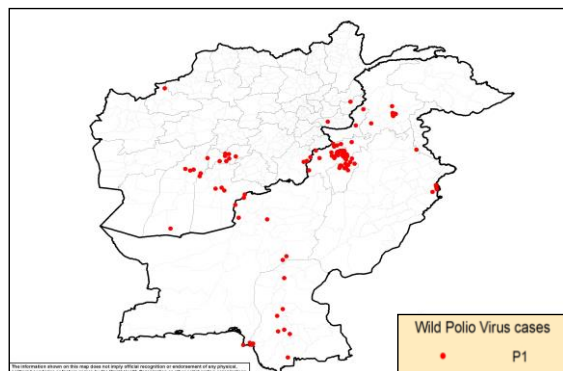 Wild Polio Virus cases
P1
The information shown on this map does not imply official recognition or endorsement of any physical,